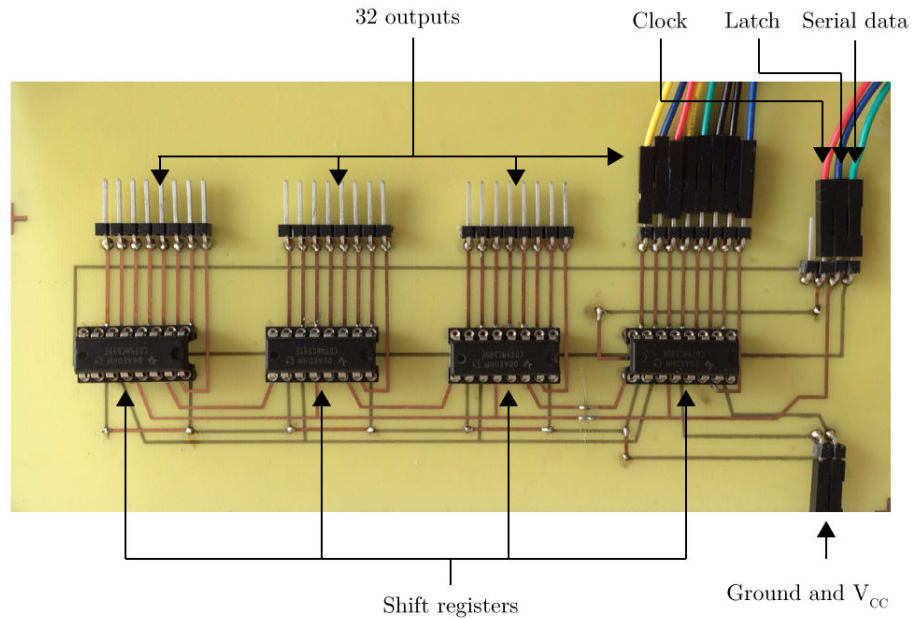 32 outputs
Clock
Latch
Serial data
Shift registers
Ground and V_CC